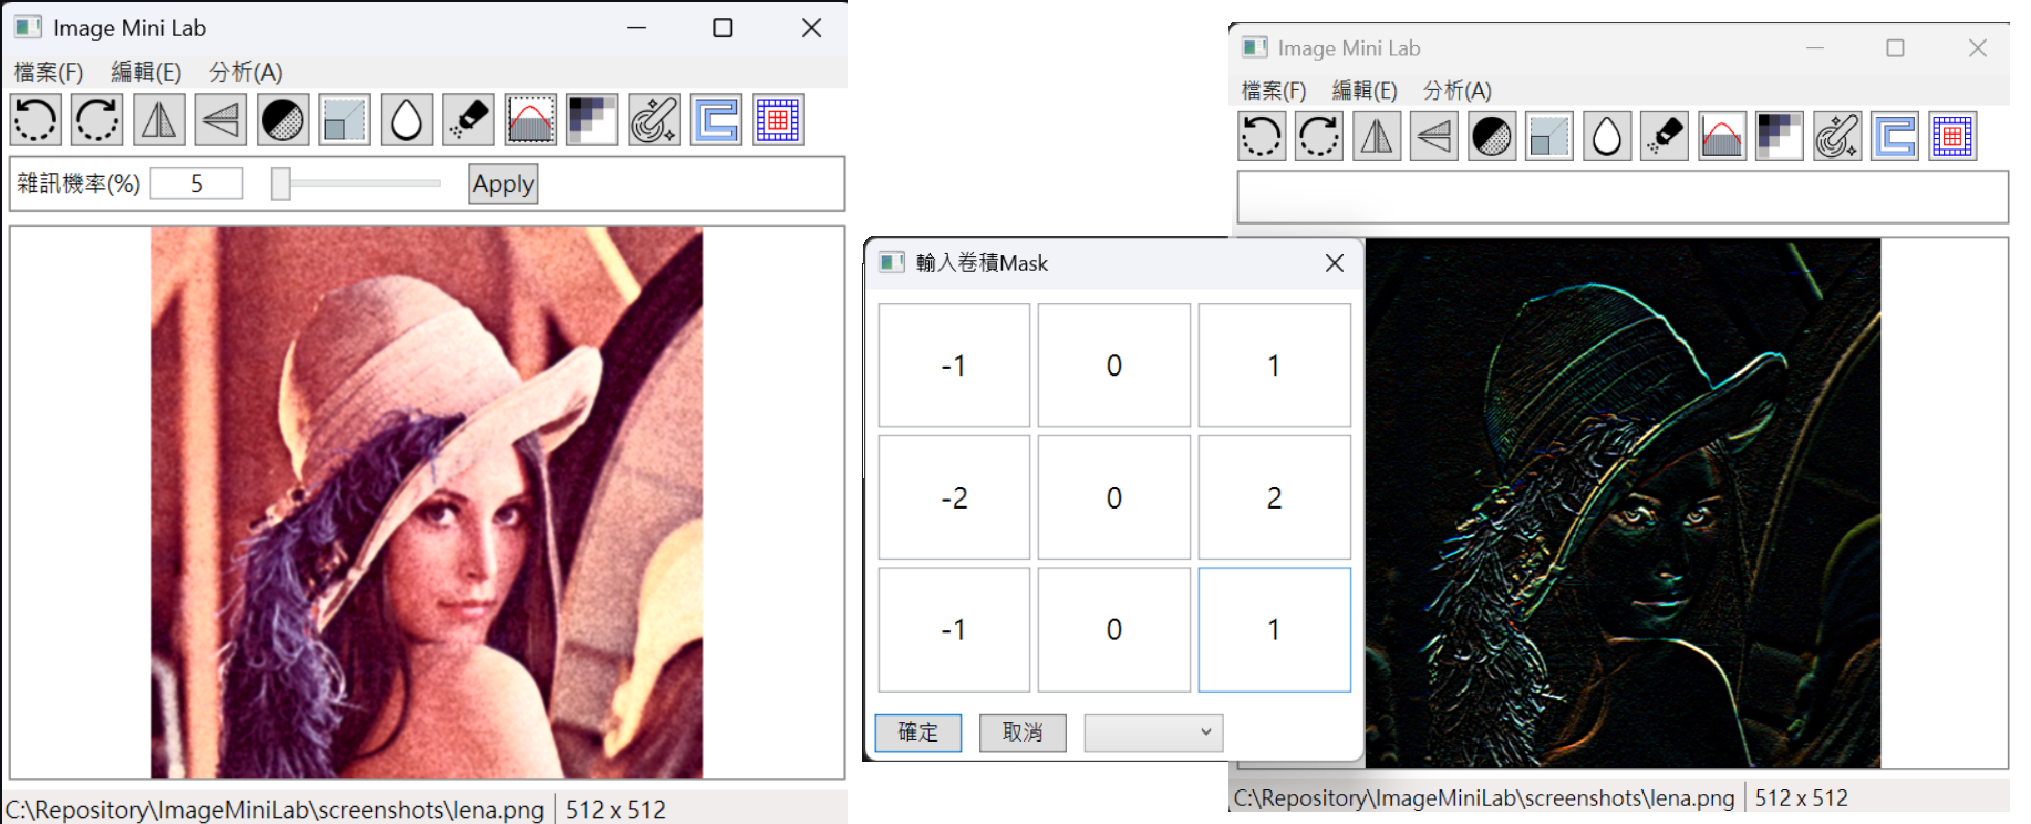 Image Mini Lab
檔案(F) 編輯(E) 分析(A)
雜訊機率(%) 5 Apply
C:\Repository\ImageMiniLab\screenshots\lena.png 512 x 512
輸入卷積Mask
-1 0 1
-2 0 2
-1 0 1
確定 取消
Image Mini Lab
檔案(F) 編輯(E) 分析(A)
C:\Repository\ImageMiniLab\screenshots\lena.png 512 x 512